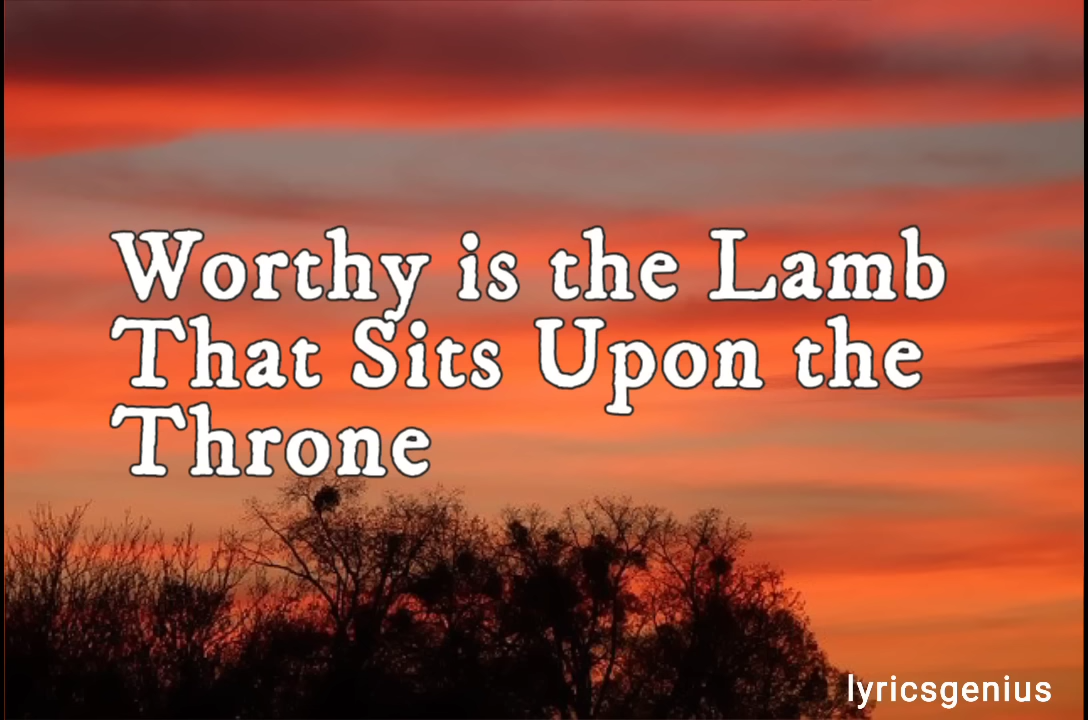 Worthy is the Lamb
That Sits Upon the
Throne
lyricsgenius